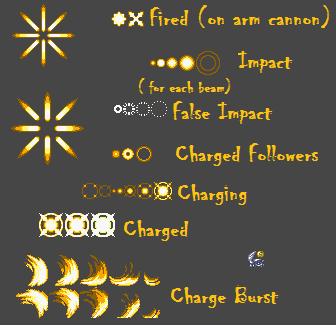 Fired (on arm cannon)
Impact
( for each beam)
False Impact
Charged Followers
Charging
Charged
Charge Burst